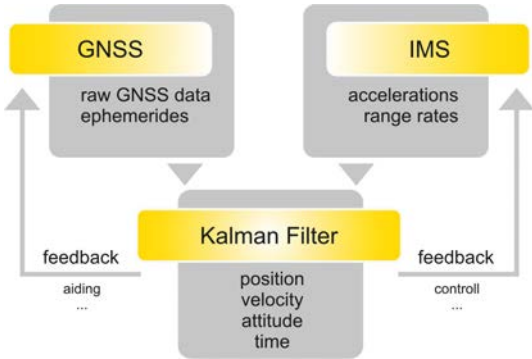 GNSS
raw GNSS data
ephemerides
IMS
accelerations
range rates
Kalman Filter
position
velocity
attitude
time
feedback
aiding
...
feedback
controll
...